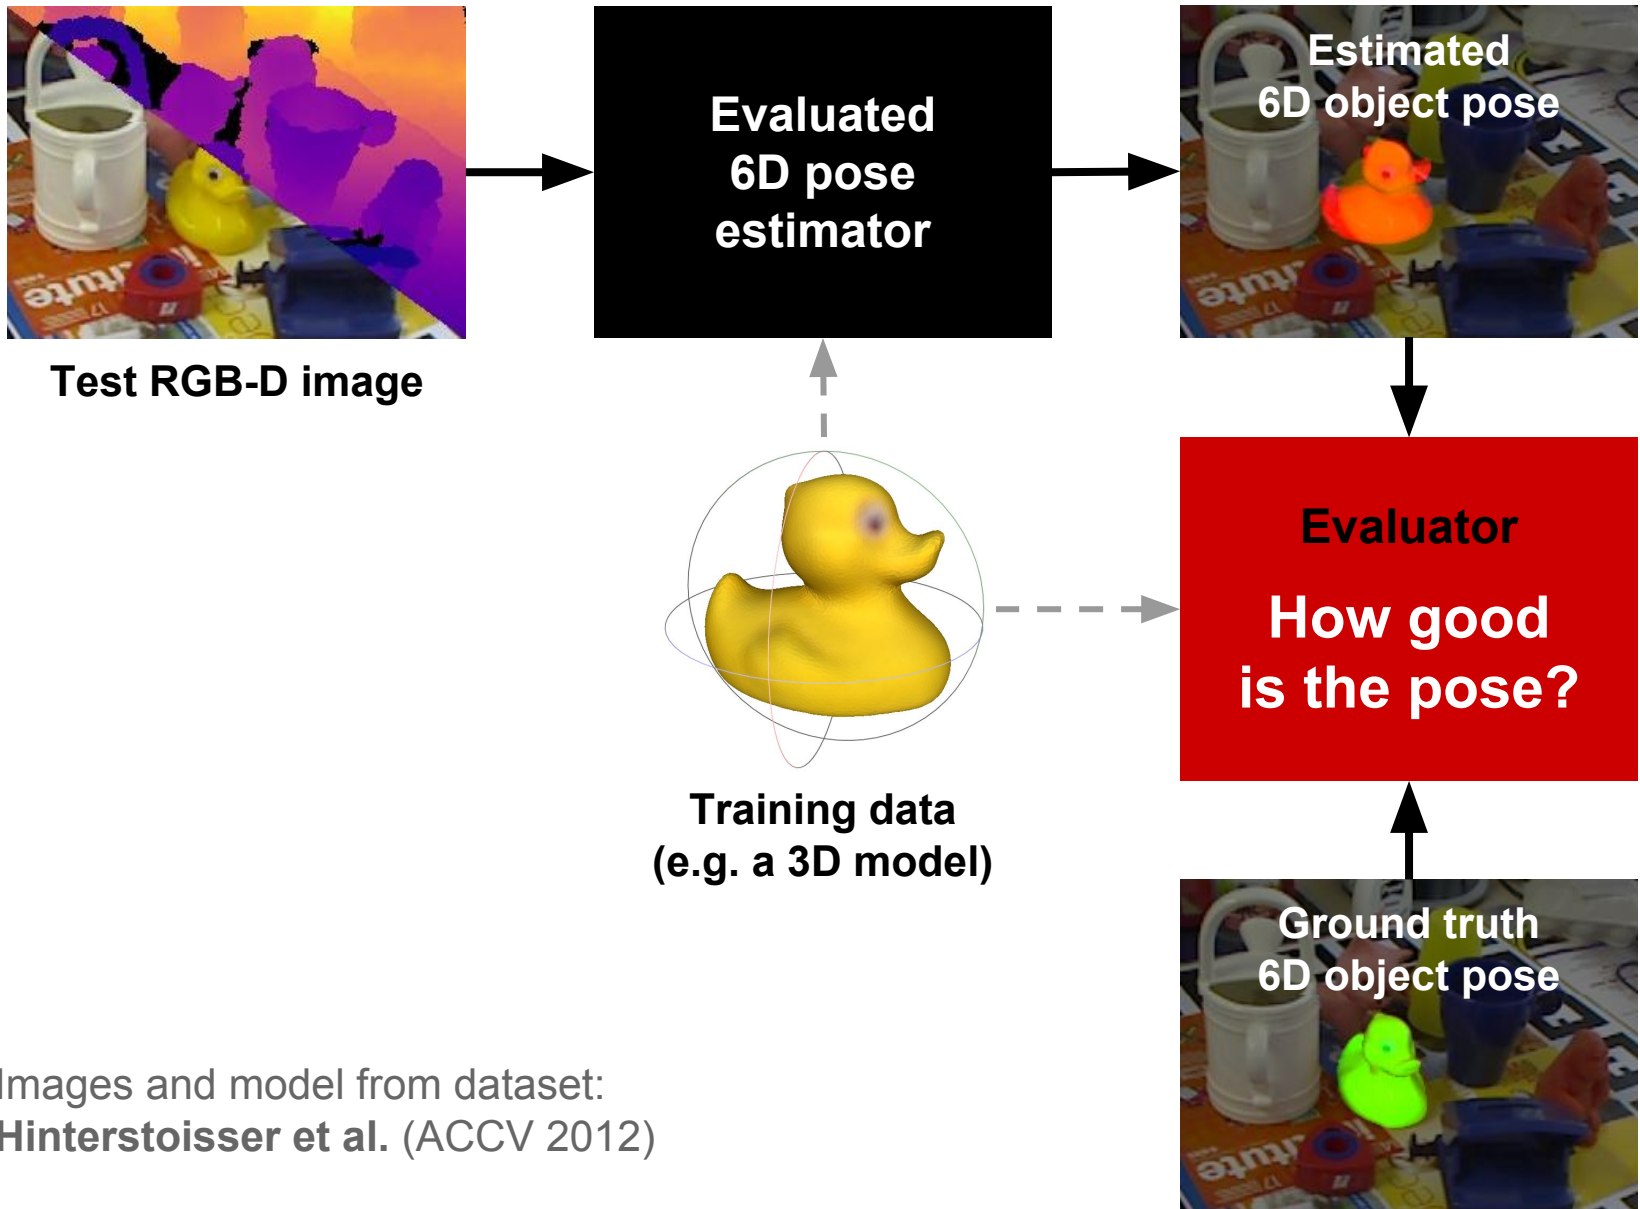 Evaluated
6D pose
estimator
Estimated
6D object pose
Test RGB-D image
Evaluator
How good
is the pose?
Training data
(e.g. a 3D model)
Ground truth
6D object pose
Images and model from dataset:
Hinterstoisser et al. (ACCV 2012)